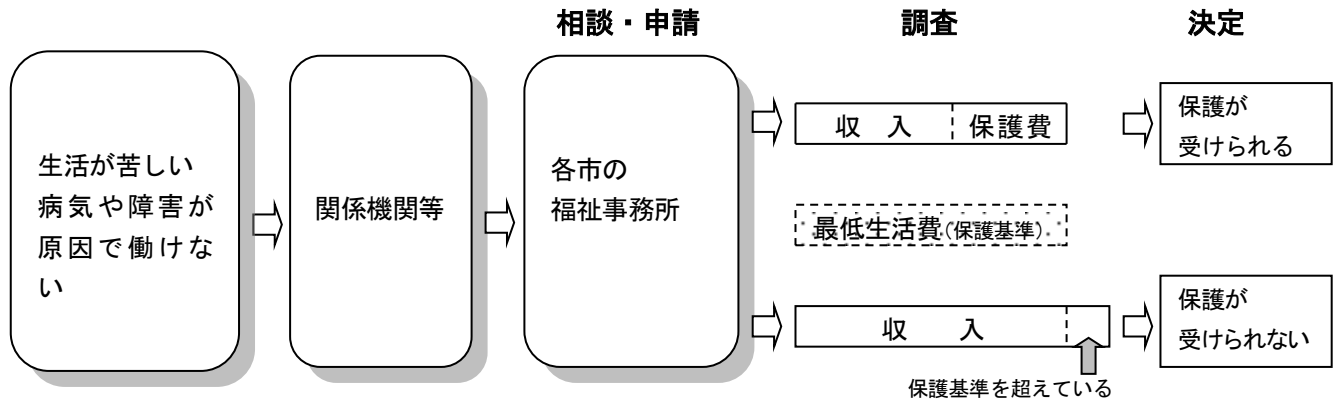 相談・申請
調査
決定
生活が苦しい
病気や障害が
原因で働けな
い
関係機関等
各市の
福祉事務所
収 入 保護費
保護が
受けられる
最低生活費(保護基準)
収 入
保護が
受けられない
保護基準を超えている